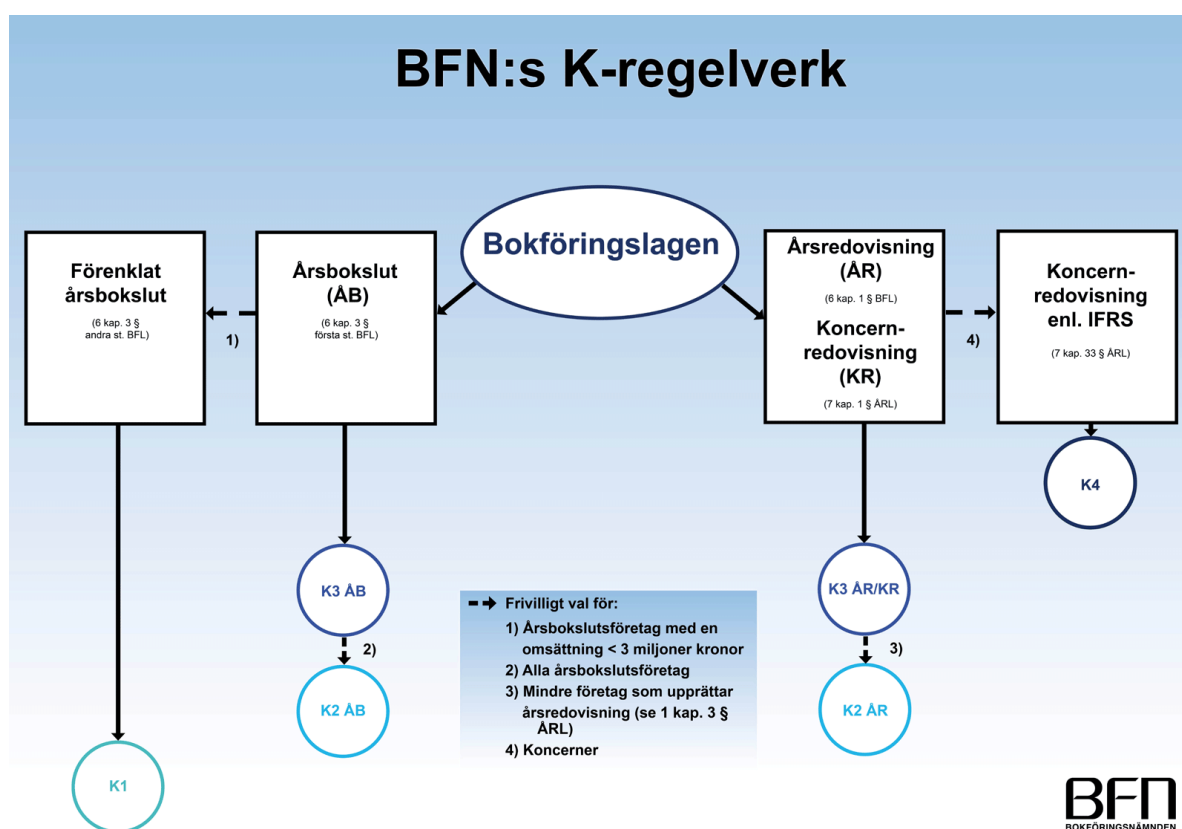 BFN:s K-regelverk
Bokföringslagen
Förenklat
årsbokslut
(6 kap. 3 §
andra st. BFL)
1)
Årsbokslut
(ÅB)
(6 kap. 3 §
första st. BFL)
Årsredovisning
(ÅR)
(6 kap. 1 § BFL)
Koncern-
redovisning
(KR)
(7 kap. 1 § ÅRL)
4)
Koncern-
redovisning
enl. IFRS
(7 kap. 33 § ÅRL)
K4
K3 ÅB
2)
K2 ÅB
K3 ÅR/KR
3)
K2 ÅR
K1
Frivilligt val för:
1) Årsbokslutsföretag med en
omsättning < 3 miljoner kronor
2) Alla årsbokslutsföretag
3) Mindre företag som upprättar
årsredovisning (se 1 kap. 3 §
ÅRL)
4) Koncerner
BFN
BOKFÖRINGSNÄMNDEN